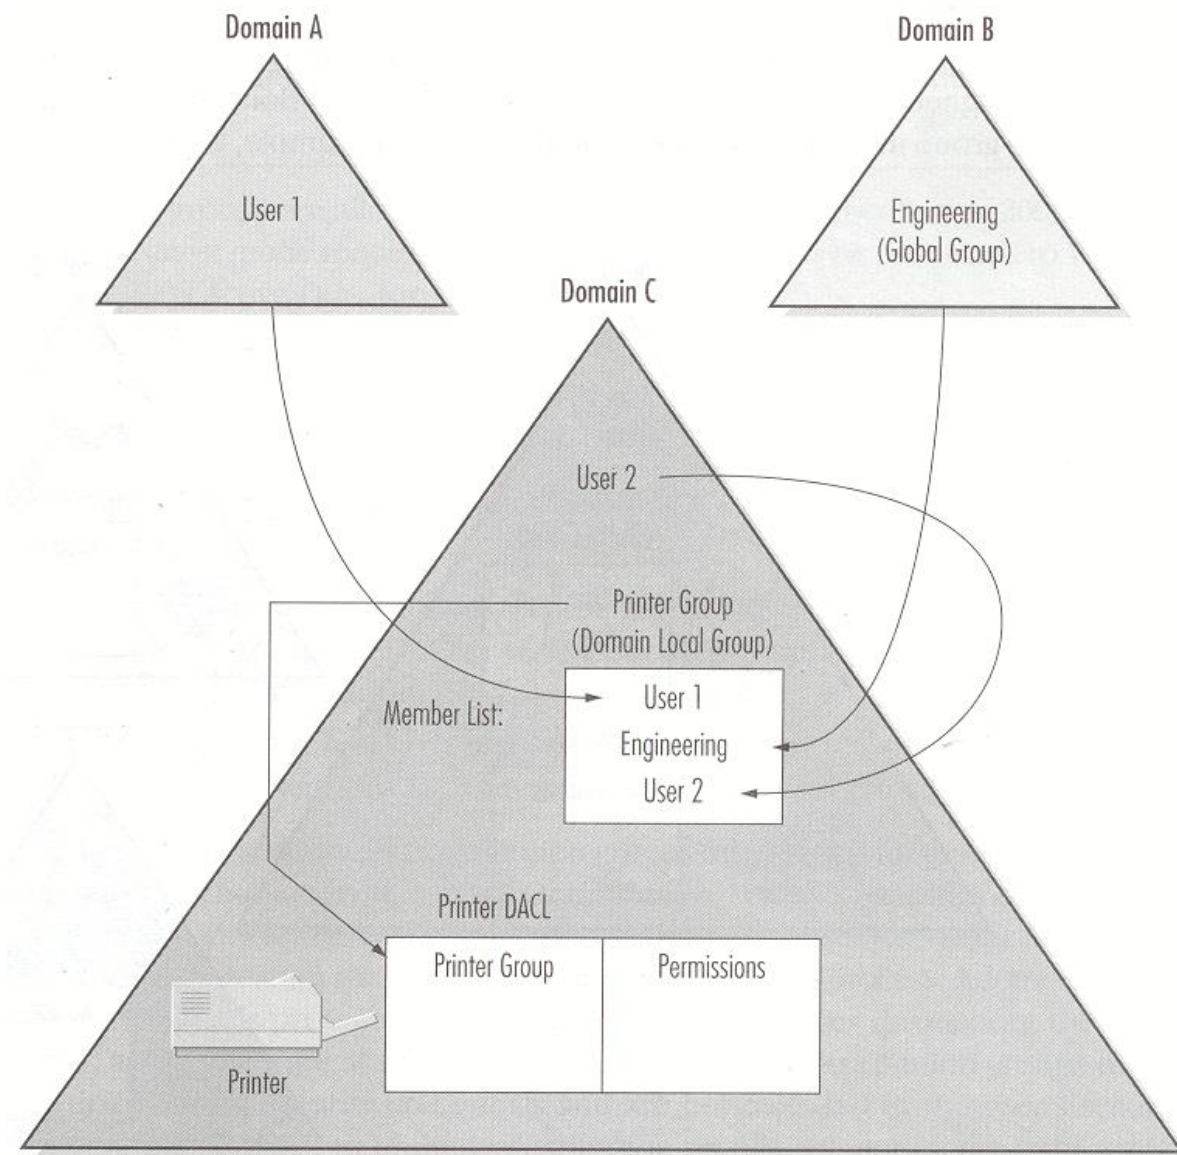 Domain A
Domain B
User 1
Engineering
(Global Group)
Domain C
User 2
Printer Group
(Domain Local Group)
Member List:
User 1
Engineering
User 2
Printer DACL
Printer Group
Permissions
Printer